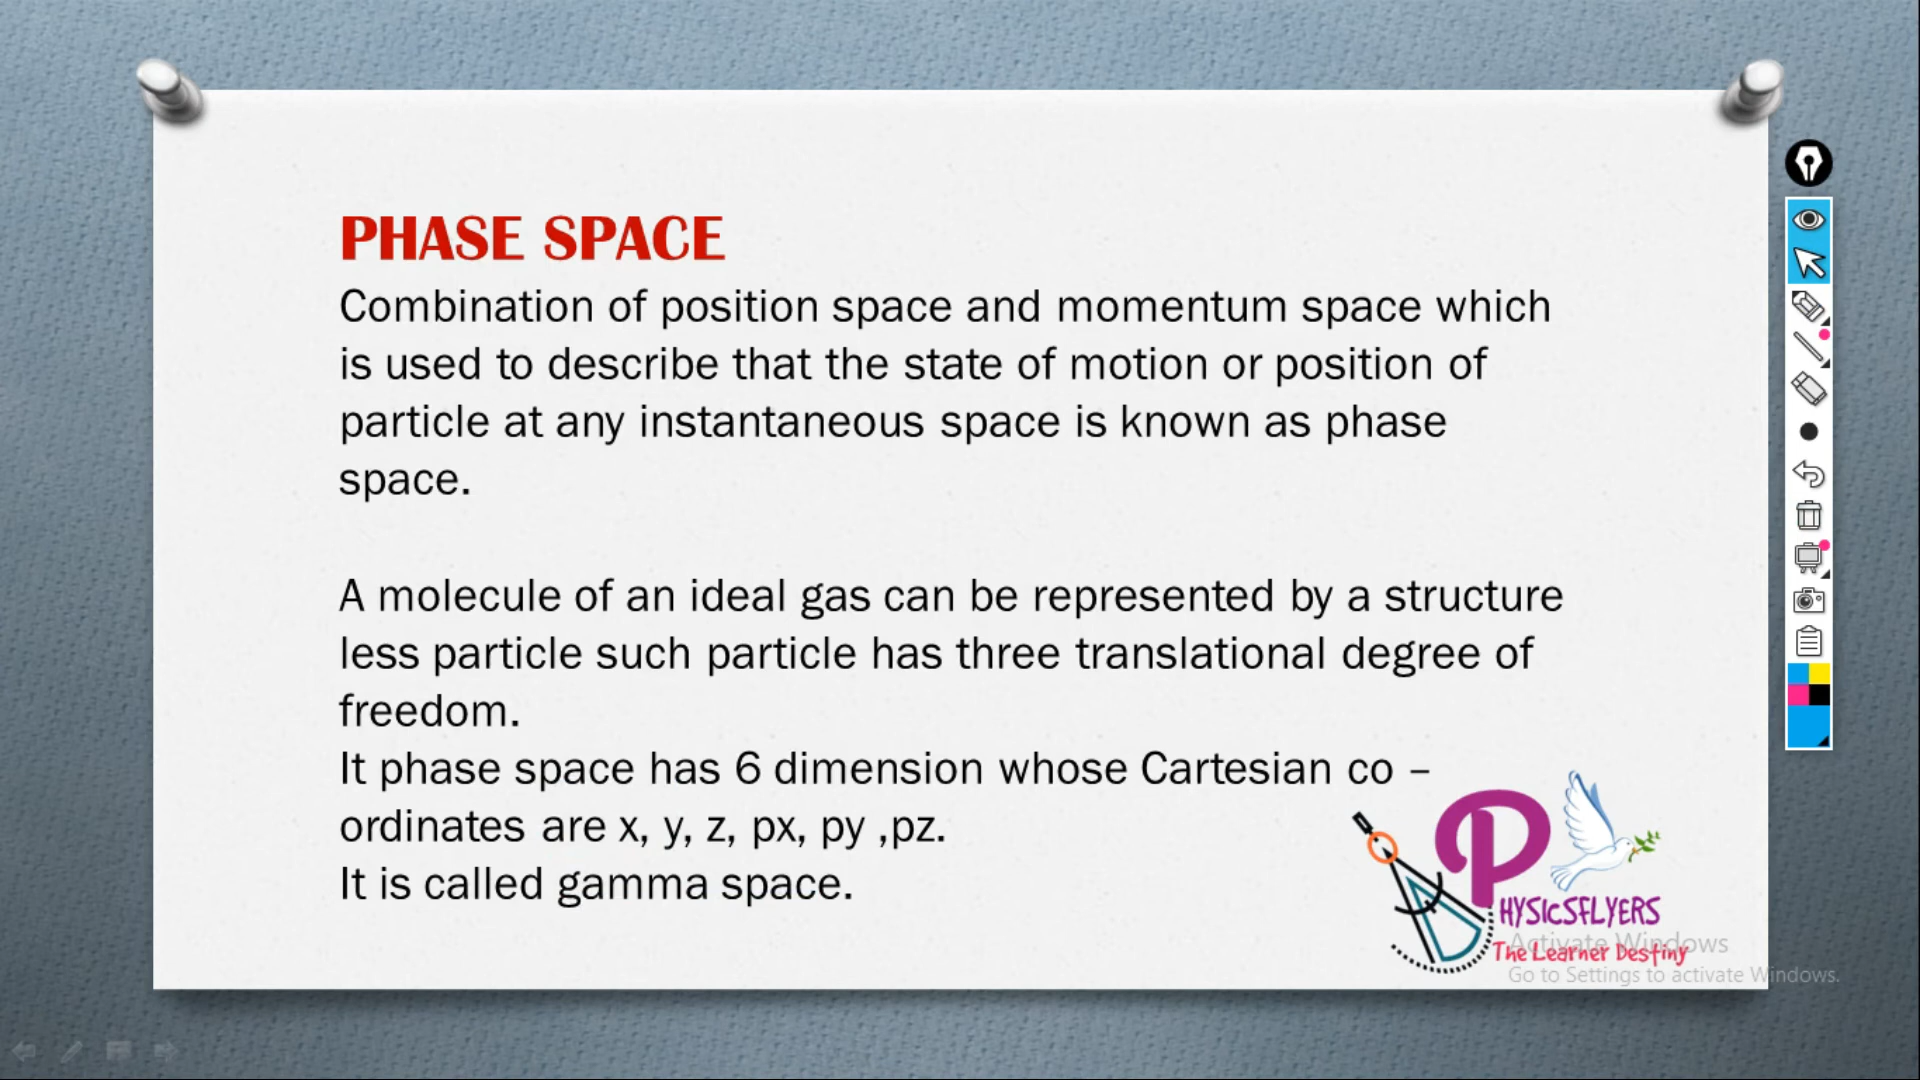 PHASE SPACE
Combination of position space and momentum space which
is used to describe that the state of motion or position of
particle at any instantaneous space is known as phase
space.
A molecule of an ideal gas can be represented by a structure
less particle such particle has three translational degree of
freedom.
It phase space has 6 dimension whose Cartesian co –
ordinates are x, y, z, px, py ,pz.
It is called gamma space.
PHYSICSFLYERS
The Learner Destiny
Activate Windows
Go to Settings to activate Windows.